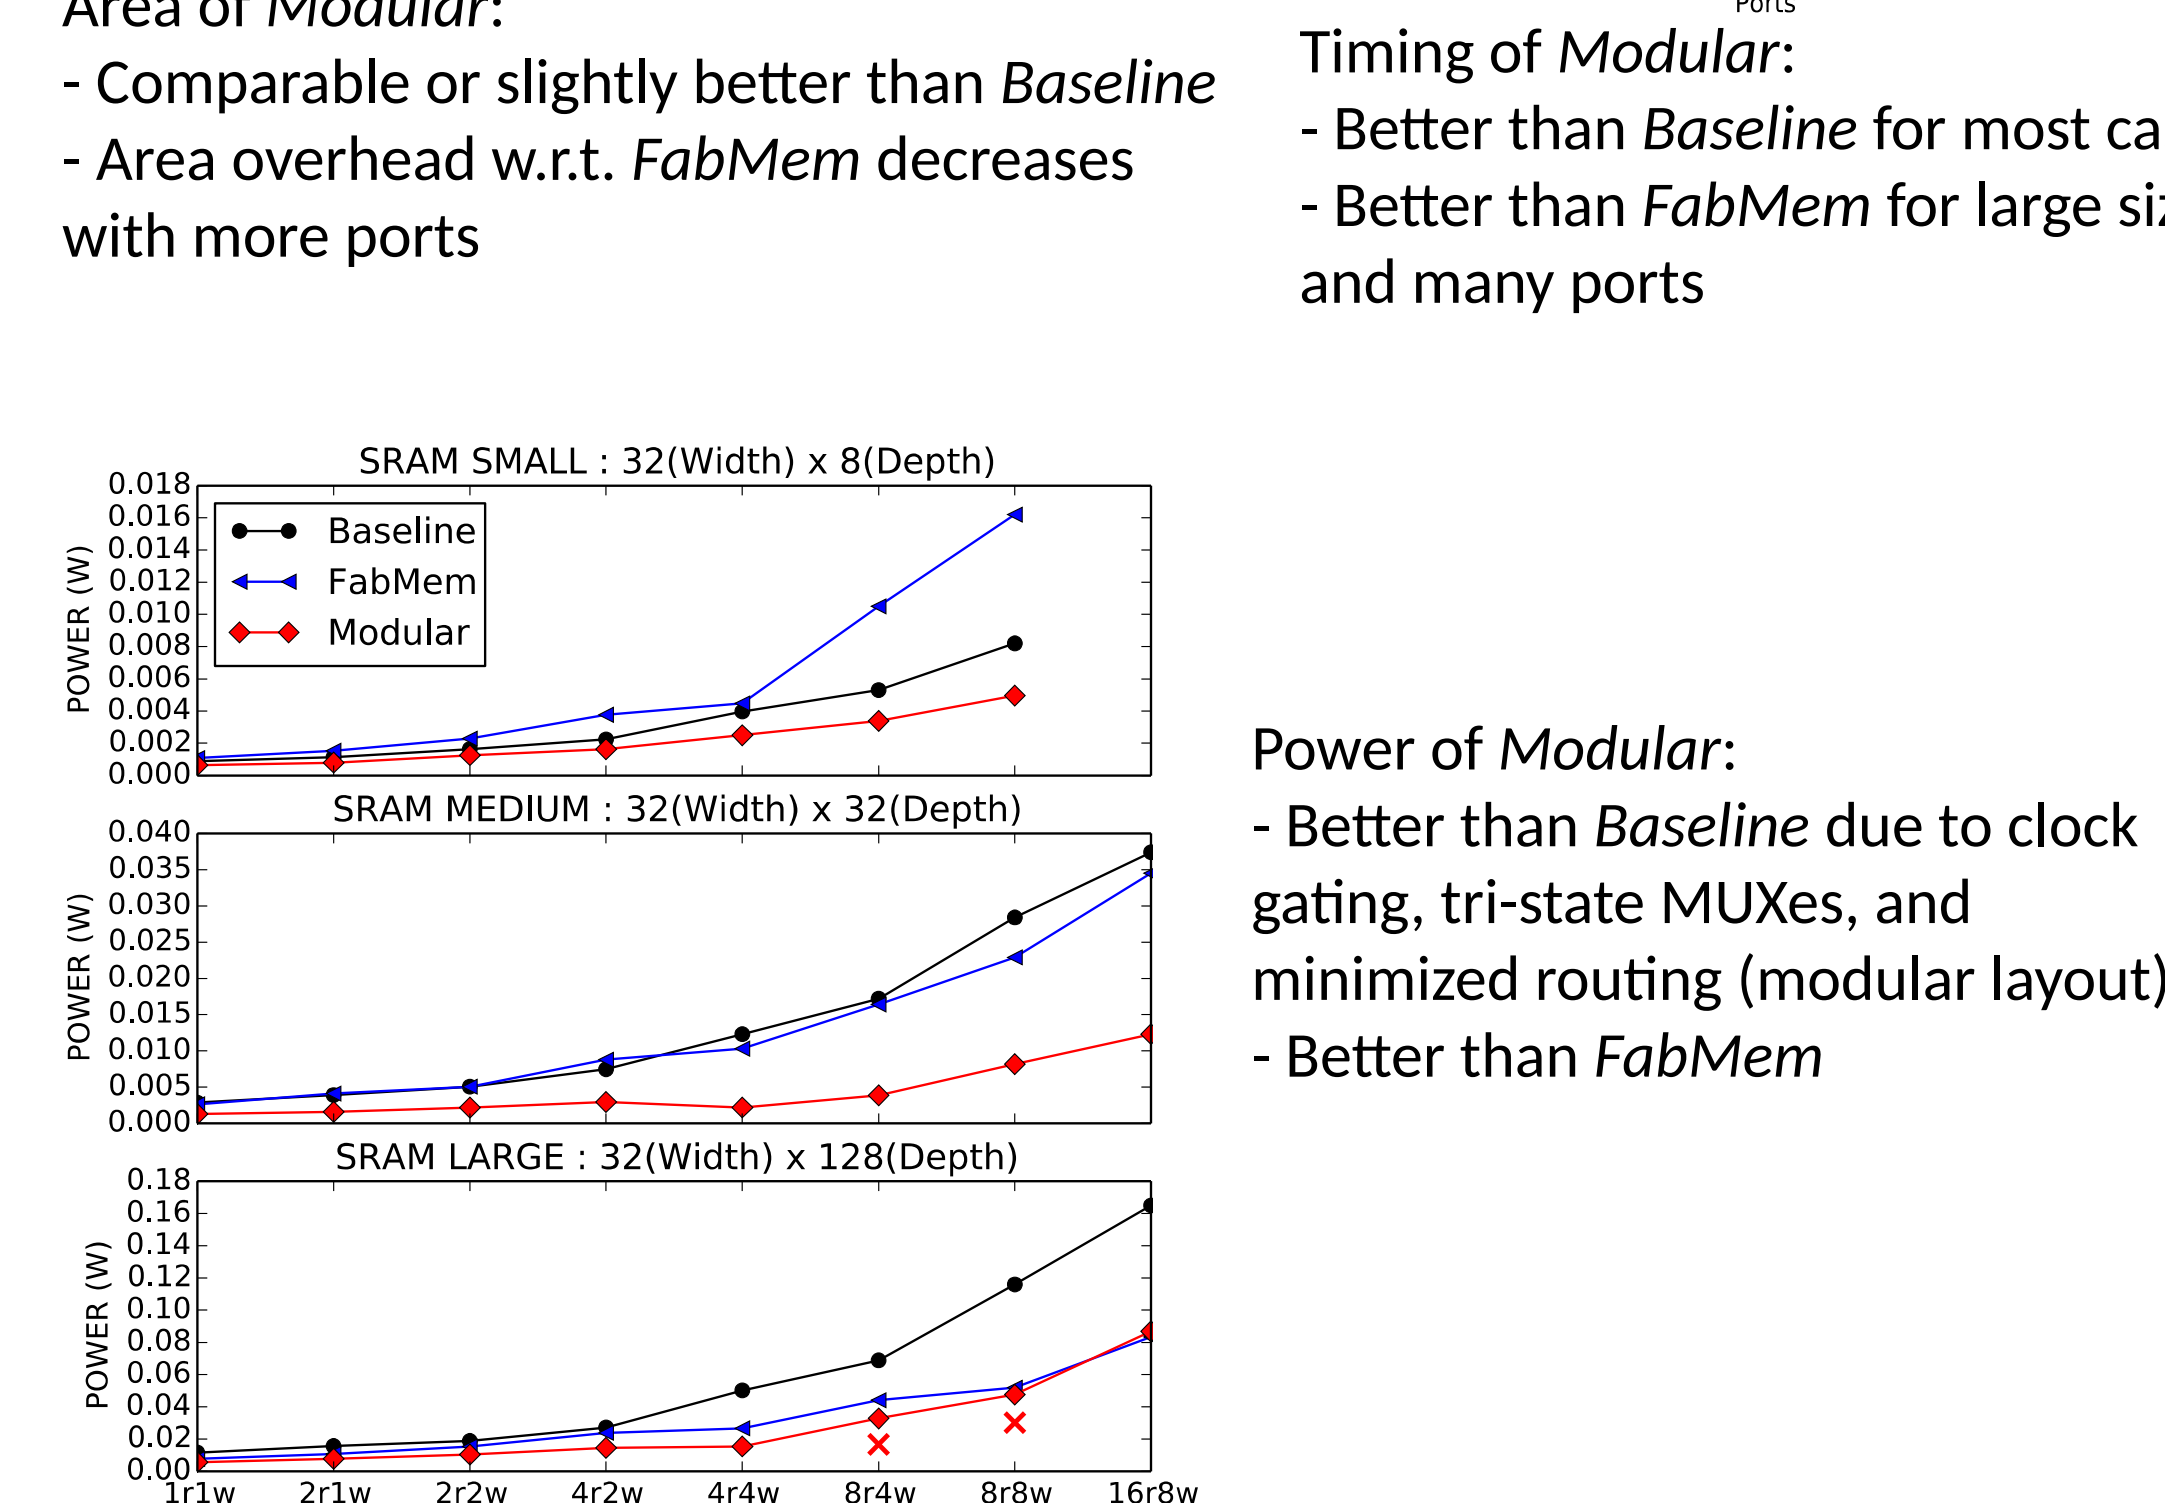 Area of Modular:
- Comparable or slightly better than Baseline
- Area overhead w.r.t. FabMem decreases
with more ports
Ports
Timing of Modular:
- Better than Baseline for most
- Better than FabMem for large
and many ports
SRAM SMALL : 32(Width) x 8(Depth)
0.018
0.016
0.014
0.012
0.010
0.008
0.006
0.004
0.002
0.000
POWER (W)
Baseline
FabMem
Modular
SRAM MEDIUM : 32(Width) x 32(Depth)
0.040
0.035
0.030
0.025
0.020
0.015
0.010
0.005
0.000
POWER (W)
SRAM LARGE : 32(Width) x 128(Depth)
0.18
0.16
0.14
0.12
0.10
0.08
0.06
0.04
0.02
0.00
POWER (W)
1r1w 2r1w 2r2w 4r2w 4r4w 8r4w 8r8w 16r8w
Power of Modular:
- Better than Baseline due to clock
gating, tri-state MUXes, and
minimized routing (modular layout)
- Better than FabMem